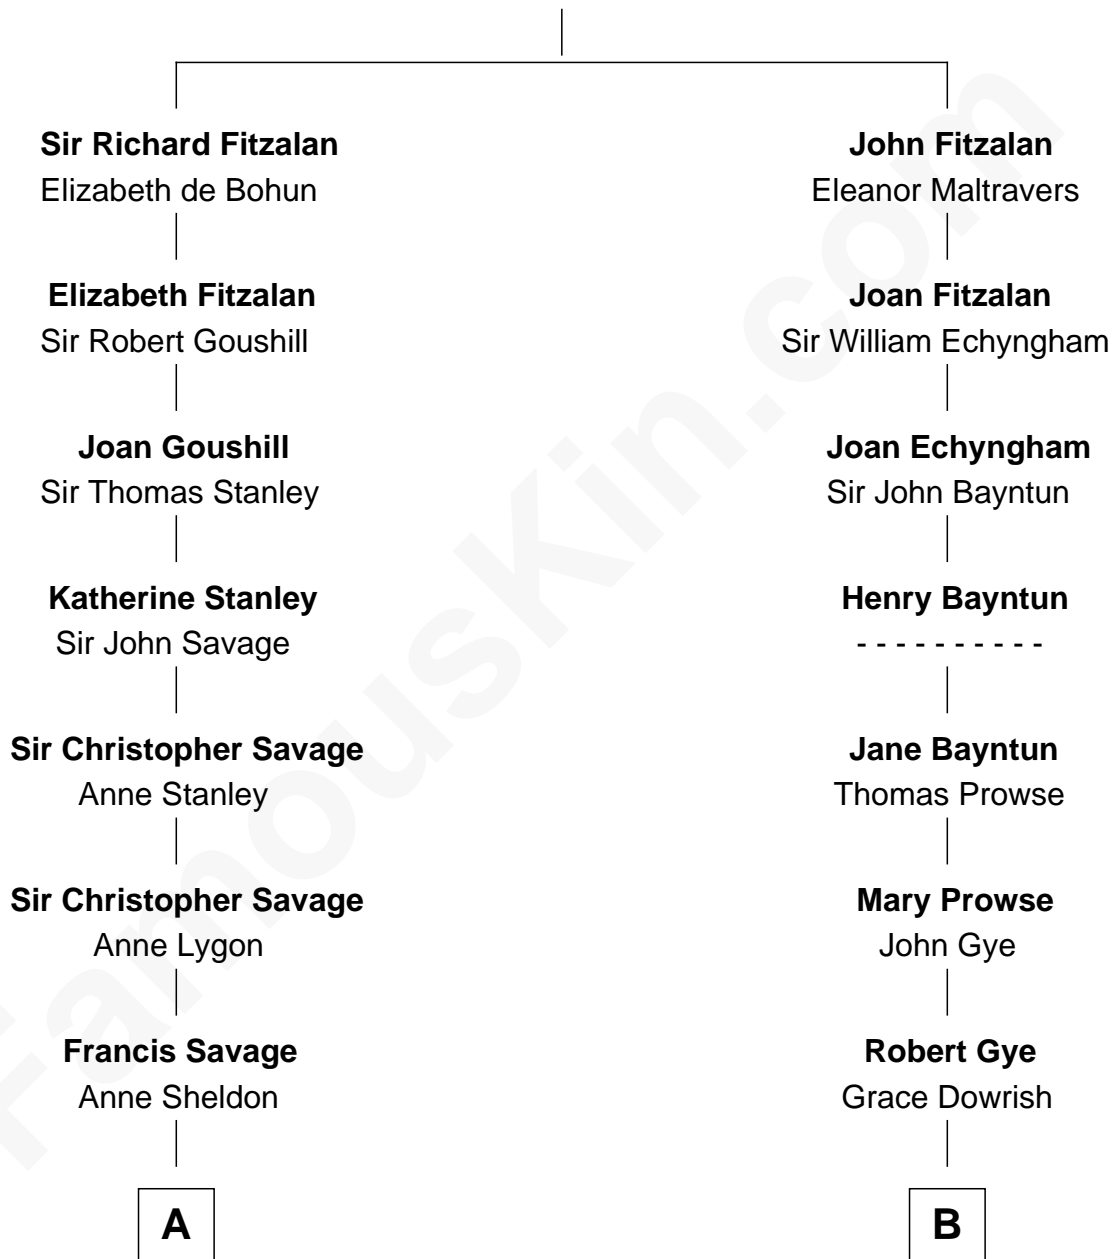 Sir Richard Fitzalan
Elizabeth de Bohun
Elizabeth Fitzalan
Sir Robert Goushill
Joan Goushill
Sir Thomas Stanley
Katherine Stanley
Sir John Savage
Sir Christopher Savage
Anne Stanley
Sir Christopher Savage
Anne Lygon
Francis Savage
Anne Sheldon
A
John Fitzalan
Eleanor Maltravers
Joan Fitzalan
Sir William Echyngham
Joan Echyngham
Sir John Bayntun
Henry Bayntun
- - - - - - - - - -
Jane Bayntun
Thomas Prowse
Mary Prowse
John Gye
Robert Gye
Grace Dowrish
B
FamousKin.com